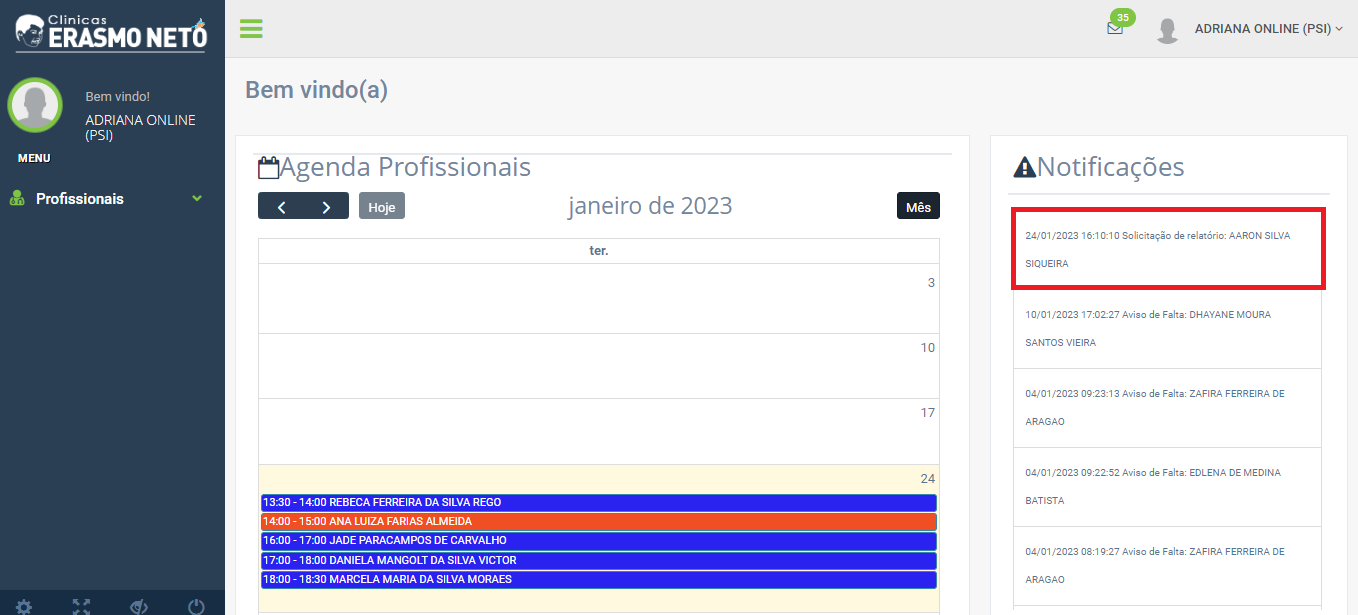 Clinicas
ERASMO NETO
Bem vindo!
ADRIANA ONLINE
(PSI)
MENU
Profissionais
35
ADRIANA ONLINE (PSI)
Bem vindo(a)
Agenda Profissionais
Hoje
janeiro de 2023
Mês
ter.
3
10
17
24
13:30 - 14:00 REBECA FERREIRA DA SILVA REGO
14:00 - 15:00 ANA LUIZA FARIAS ALMEIDA
16:00 - 17:00 JADE PARACAMPOS DE CARVALHO
17:00 - 18:00 DANIELA MANGOLT DA SILVA VICTOR
18:00 - 18:30 MARCELA MARIA DA SILVA MORAES
Notificações
24/01/2023 16:10:10 Solicitação de relatório: AARON SILVA
SIQUEIRA
10/01/2023 17:02:27 Aviso de Falta: DHAYANE MOURA
SANTOS VIEIRA
04/01/2023 09:23:13 Aviso de Falta: ZAFIRA FERREIRA DE
ARAGAO
04/01/2023 09:22:52 Aviso de Falta: EDLENA DE MEDINA
BATISTA
04/01/2023 08:19:27 Aviso de Falta: ZAFIRA FERREIRA DE
ARAGAO